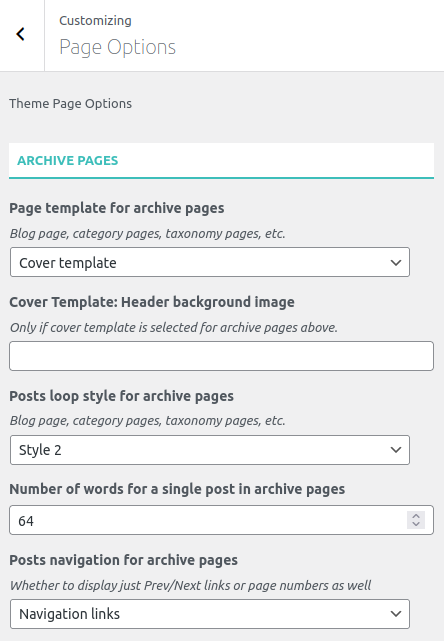 Customizing
Page Options
Theme Page Options
ARCHIVE PAGES
Page template for archive pages
Blog page, category pages, taxonomy pages, etc.
Cover template
Cover Template: Header background image
Only if cover template is selected for archive pages above.
Posts loop style for archive pages
Blog page, category pages, taxonomy pages, etc.
Style 2
Number of words for a single post in archive pages
64
Posts navigation for archive pages
Whether to display just Prev/Next links or page numbers as well
Navigation links